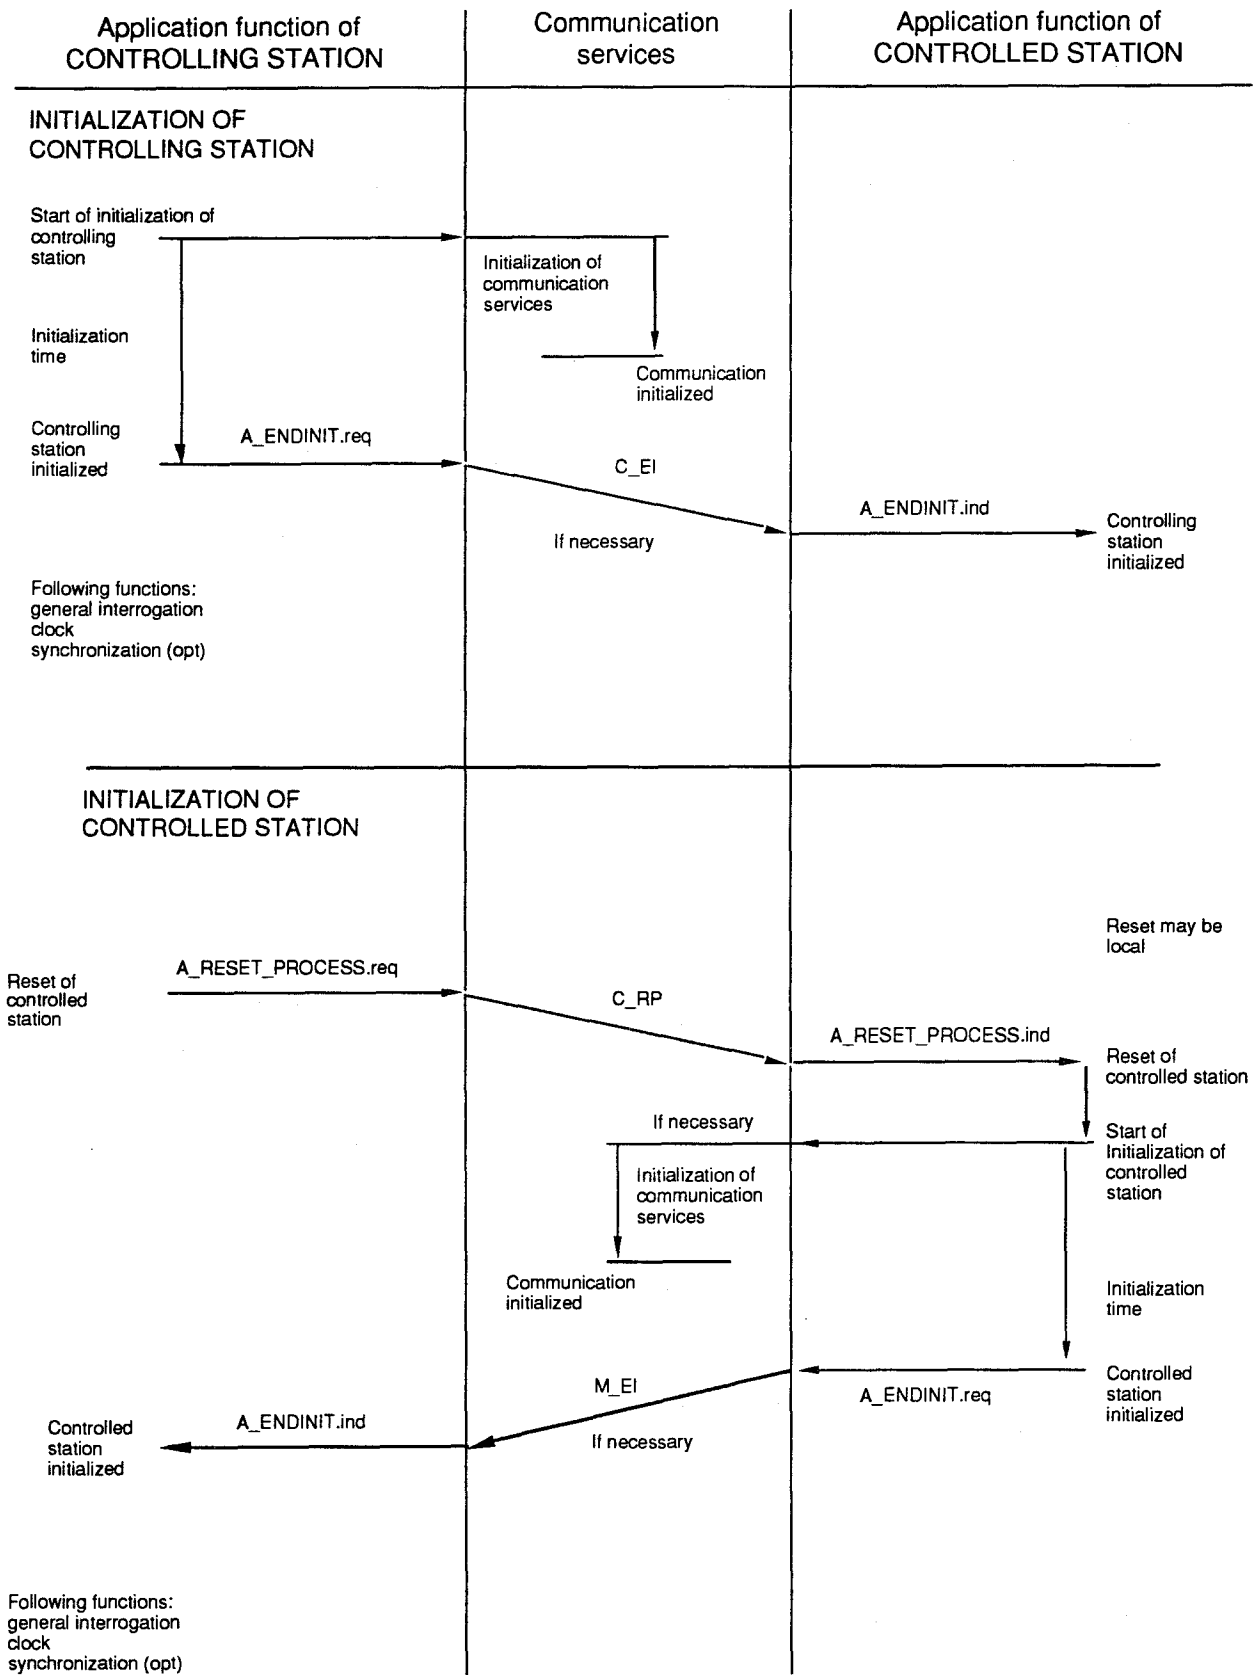 Application function of
CONTROLLING STATION
Communication
services
Application function of
CONTROLLED STATION
INITIALIZATION OF
CONTROLLING STATION
Start of initialization of
controlling
station
Initialization of
communication
services
Initialization
time
Communication
initialized
Controlling
station
initialized
A_ENDINIT.req
C_EI
A_ENDINIT.ind
If necessary
Controlling
station
initialized
Following functions:
general interrogation
clock
synchronization (opt)
INITIALIZATION OF
CONTROLLED STATION
Reset may be
local
A_RESET_PROCESS.req
Reset of
controlled
station
C_RP
A_RESET_PROCESS.ind
Reset of
controlled station
If necessary
Start of
Initialization of
controlled
station
Initialization of
communication
services
Communication
initialized
Initialization
time
M_EI
A_ENDINIT.req
Controlled
station
initialized
A_ENDINIT.ind
If necessary
Controlled
station
initialized
Following functions:
general interrogation
clock
synchronization (opt)